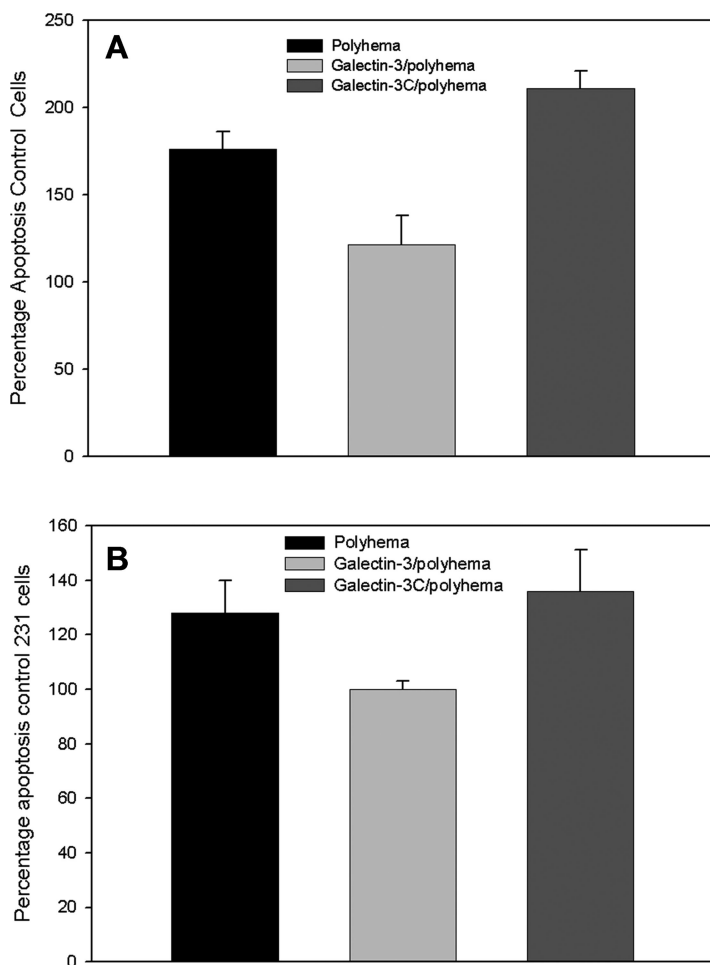 A
Polyhema
Galectin-3/polyhema
Galectin-3C/polyhema
Percentage Apoptosis Control Cells
250
200
150
100
50
0
B
Polyhema
Galectin-3/polyhema
Galectin-3C/polyhema
Percentage apoptosis control 231 cells
160
140
120
100
80
60
40
20
0